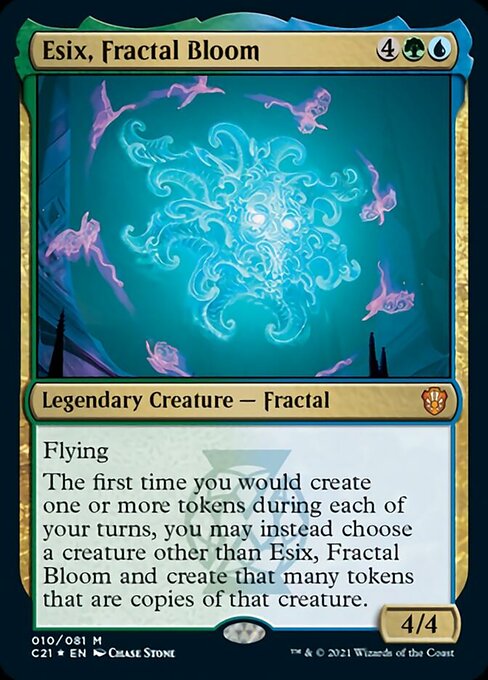 Esix, Fractal Bloom 4
Legendary Creature — Fractal
Flying
The first time you would create
one or more tokens during each of
your turns, you may instead choose
a creature other than Esix, Fractal
Bloom and create that many tokens
that are copies of that creature.
4/4
010/081 M
C21 ★ EN Chase Stone
™ & © 2021 Wizards of the Coast